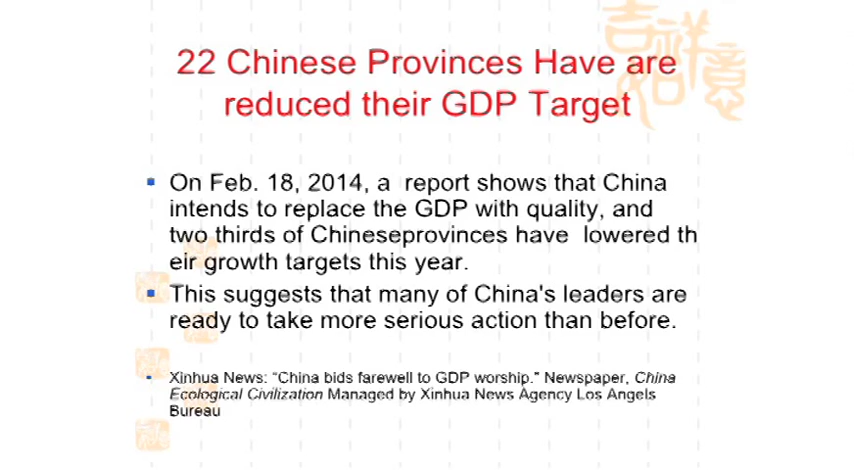 22 Chinese Provinces Have are
reduced their GDP Target
On Feb. 18, 2014, a report shows that China
intends to replace the GDP with quality, and
two thirds of Chineseprovinces have lowered th
eir growth targets this year.
This suggests that many of China's leaders are
ready to take more serious action than before.
Xinhua News: “China bids farewell to GDP worship.” Newspaper, China
Ecological Civilization Managed by Xinhua News Agency Los Angels
Bureau